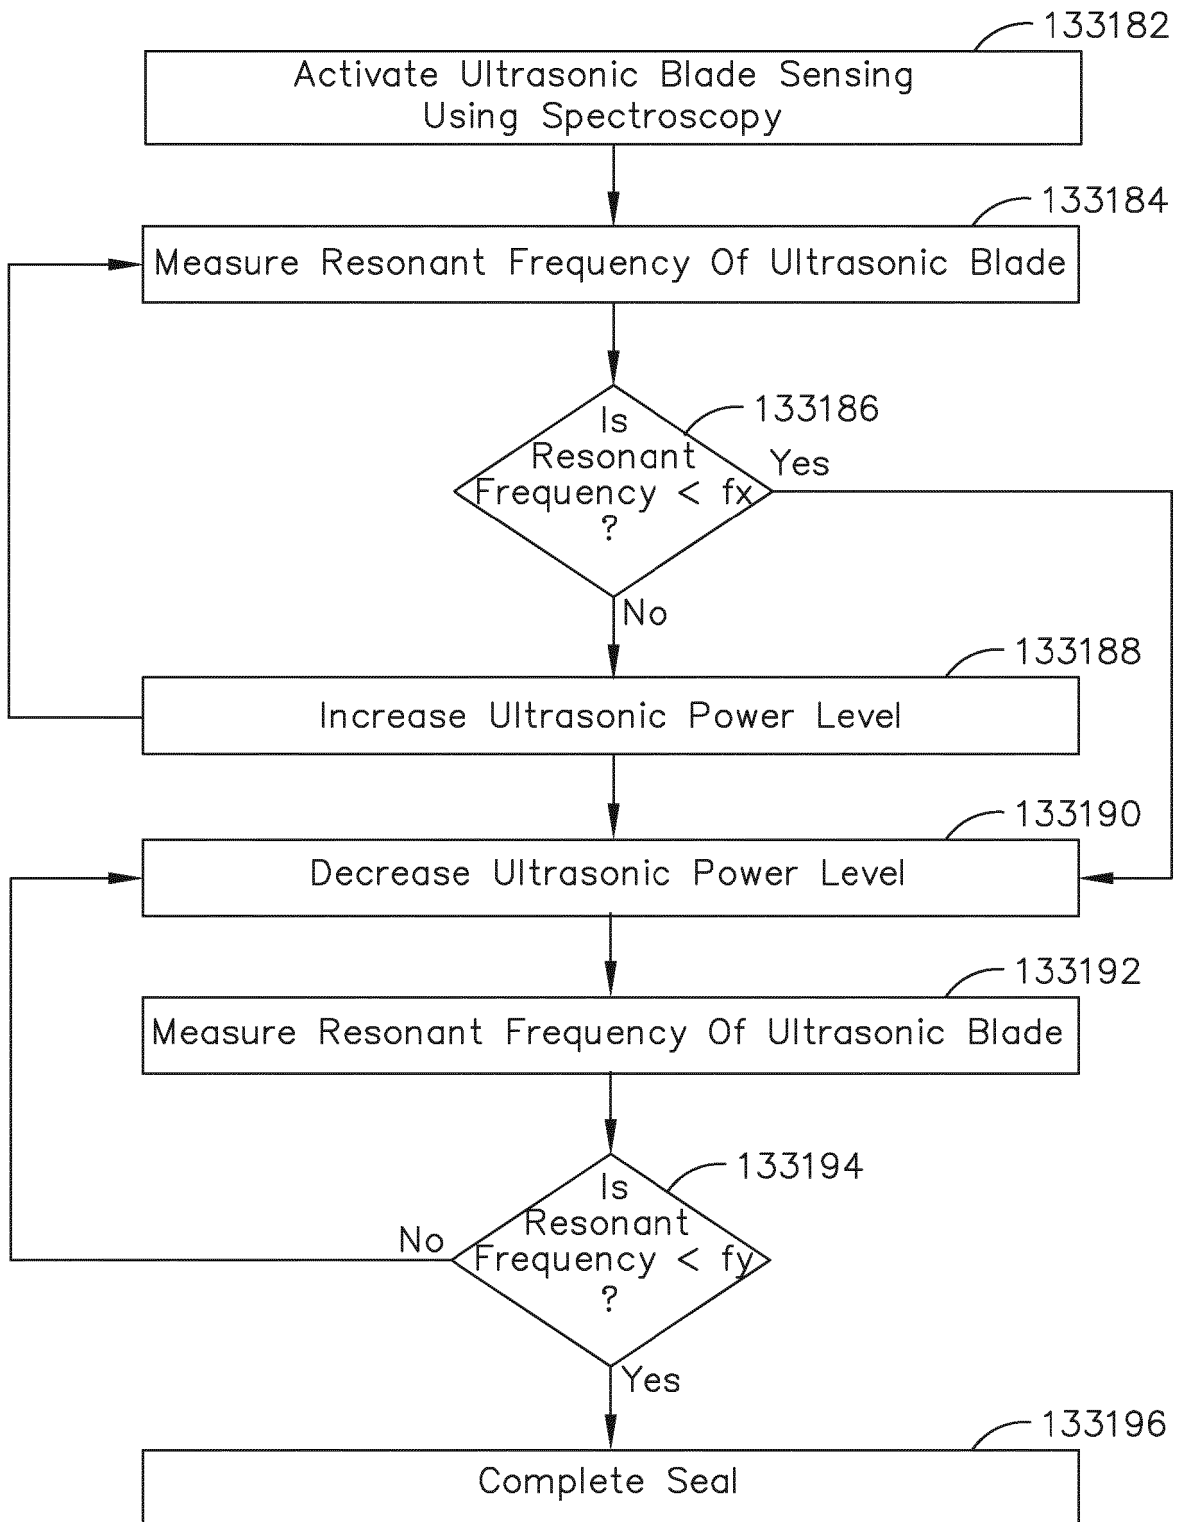 133182
Activate Ultrasonic Blade Sensing
Using Spectroscopy
133184
Measure Resonant Frequency Of Ultrasonic Blade
133186
Is
Resonant
Frequency < fx
?
Yes
No
133188
Increase Ultrasonic Power Level
133190
Decrease Ultrasonic Power Level
133192
Measure Resonant Frequency Of Ultrasonic Blade
133194
Is
Resonant
Frequency < fy
?
No
Yes
133196
Complete Seal